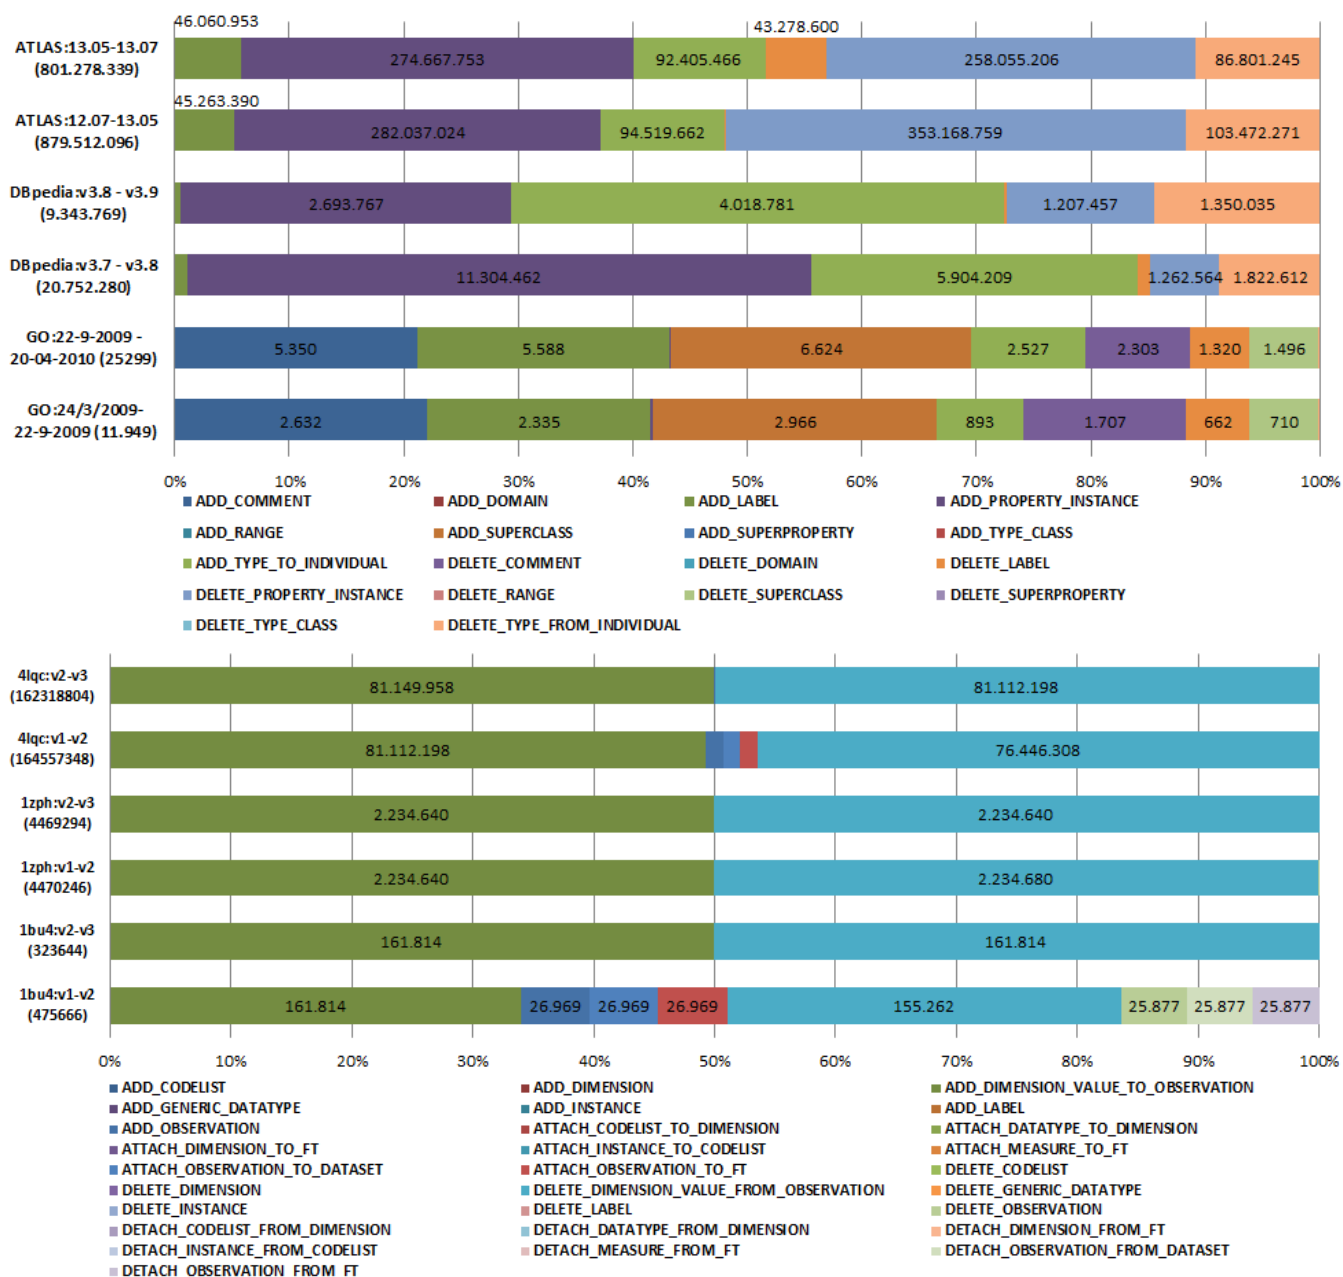 46.060.953
43.278.600
ATLAS:13.05-13.07
(801.278.339)
274.667.753
92.405.466
258.055.206
86.801.245
45.263.390
ATLAS:12.07-13.05
(879.512.096)
282.037.024
94.519.662
353.168.759
103.472.271
DBpedia:v3.8 - v3.9
(9.343.769)
2.693.767
4.018.781
1.207.457
1.350.035
DBpedia:v3.7 - v3.8
(20.752.280)
11.304.462
5.904.209
1.262.564
1.822.612
GO:22-9-2009 -
20-04-2010 (25299)
5.350
5.588
6.624
2.527
2.303
1.320
1.496
GO:24/3/2009-
22-9-2009 (11.949)
2.632
2.335
2.966
893
1.707
662
710
0% 10% 20% 30% 40% 50% 60% 70% 80% 90% 100%
ADD_COMMENT ADD_DOMAIN ADD_LABEL ADD_PROPERTY_INSTANCE
ADD_RANGE ADD_SUPERCLASS ADD_SUPERPROPERTY ADD_TYPE_CLASS
ADD_TYPE_TO_INDIVIDUAL DELETE_COMMENT DELETE_DOMAIN DELETE_LABEL
DELETE_PROPERTY_INSTANCE DELETE_RANGE DELETE_SUPERCLASS DELETE_SUPERPROPERTY
DELETE_TYPE_CLASS DELETE_TYPE_FROM_INDIVIDUAL
4lqc:v2-v3
(162318804)
81.149.958
81.112.198
4lqc:v1-v2
(164557348)
81.112.198
76.446.308
1zph:v2-v3
(4469294)
2.234.640
2.234.640
1zph:v1-v2
(4470246)
2.234.640
2.234.680
1bu4:v2-v3
(323644)
161.814
161.814
1bu4:v1-v2
(475666)
161.814
26.969
26.969
26.969
155.262
25.877
25.877
25.877
0% 10% 20% 30% 40% 50% 60% 70% 80% 90% 100%
ADD_CODELIST ADD_DIMENSION ADD_DIMENSION_VALUE_TO_OBSERVATION
ADD_GENERIC_DATATYPE ADD_INSTANCE ADD_LABEL
ADD_OBSERVATION ATTACH_CODELIST_TO_DIMENSION ATTACH_DATATYPE_TO_DIMENSION
ATTACH_DIMENSION_TO_FT ATTACH_INSTANCE_TO_CODELIST ATTACH_MEASURE_TO_FT
ATTACH_OBSERVATION_TO_DATASET ATTACH_OBSERVATION_TO_FT DELETE_CODELIST
DELETE_DIMENSION DELETE_DIMENSION_VALUE_FROM_OBSERVATION DELETE_GENERIC_DATATYPE
DELETE_INSTANCE DELETE_LABEL DELETE_OBSERVATION
DETACH_CODELIST_FROM_DIMENSION DETACH_DATATYPE_FROM_DIMENSION DETACH_DIMENSION_FROM_FT
DETACH_INSTANCE_FROM_CODELIST DETACH_MEASURE_FROM_FT DETACH_OBSERVATION_FROM_DATASET
DETACH_OBSERVATION_FROM_FT